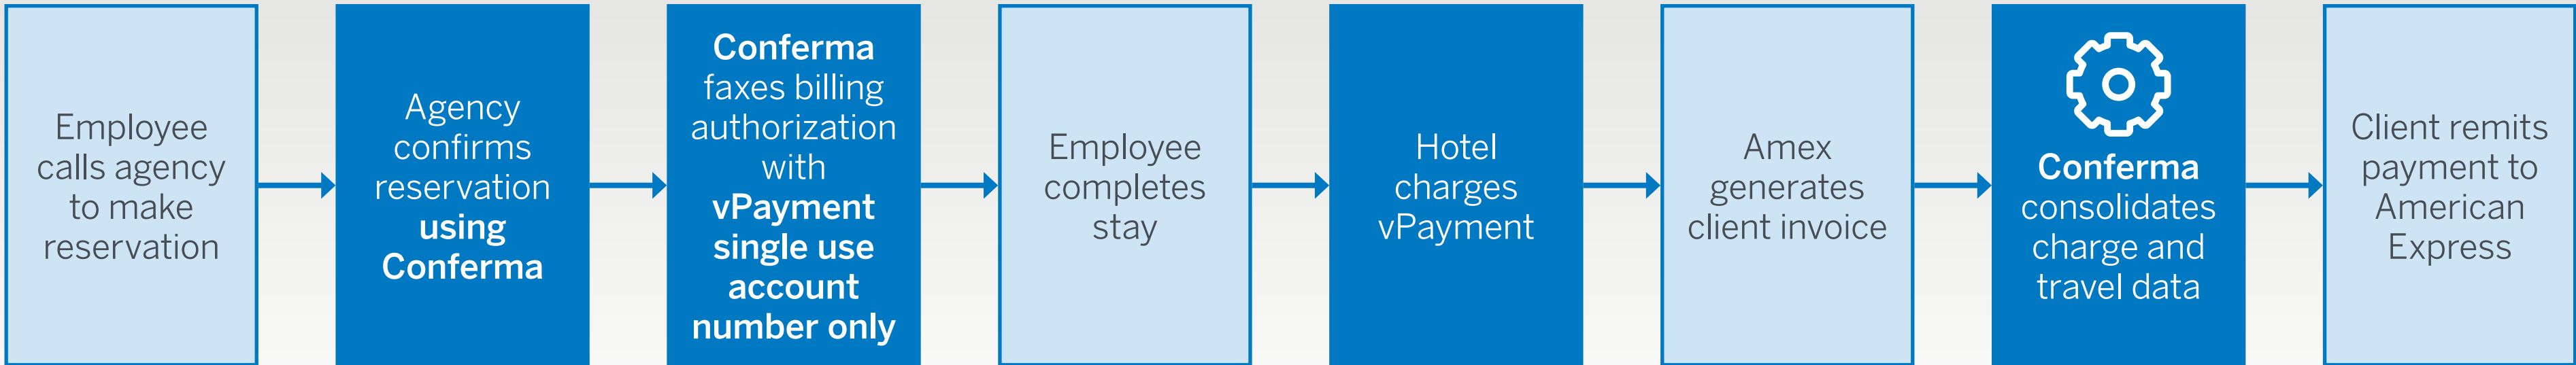 Employee
calls agency
to make
reservation
Agency
confirms
reservation
using
Conferma
Conferma
faxes billing
authorization
with
vPayment
single use
account
number only
Employee
completes
stay
Hotel
charges
vPayment
Amex
generates
client invoice
Conferma
consolidates
charge and
travel data
Client remits
payment to
American
Express